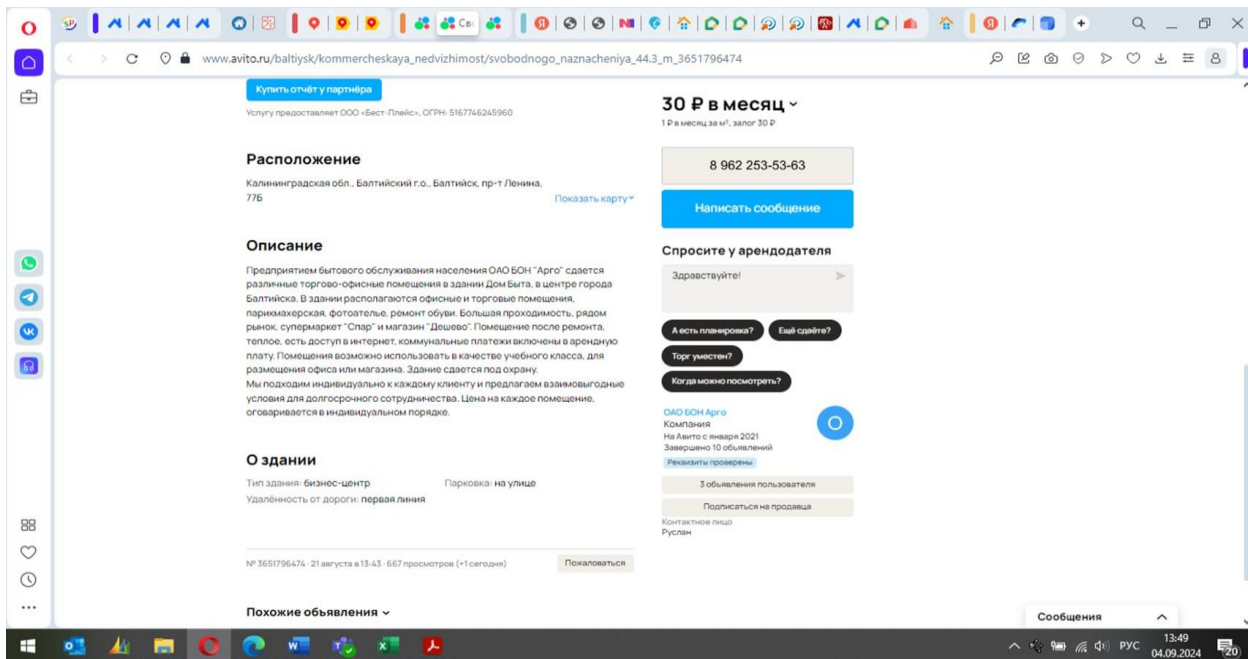 Сво
www.avito.ru/baltiysk/kommercheskaya_nedvizhimost/svobodnogo_naznacheniya_44.3_m_3651796474
Купить отчёт у партнёра
Услугу предоставляет ООО «Бест-Плейс», ОГРН: 5167746245960
Расположение
Калининградская обл., Балтийский г.о., Балтийск, пр-т Ленина,
77Б
Показать карту
Описание
Предприятием бытового обслуживания населения ОАО БОН "Арго" сдается
различные торгово-офисные помещения в здании Дом Быта, в центре города
Балтийска. В здании располагаются офисные и торговые помещения,
парикмахерская, фотоателье, ремонт обуви. Большая проходимость, рядом
рынок, супермаркет "Спар" и магазин "Дешево". Помещение после ремонта,
теплое, есть доступ в интернет, коммунальные платежи включены в арендную
плату. Помещения возможно использовать в качестве учебного класса, для
размещения офиса или магазина. Здание сдается под охрану.
Мы подходим индивидуально к каждому клиенту и предлагаем взаимовыгодные
условия для долгосрочного сотрудничества. Цена на каждое помещение,
оговаривается в индивидуальном порядке.
О здании
Тип здания: бизнес-центр
Парковка: на улице
Удалённость от дороги: первая линия
№ 3651796474 · 21 августа в 13:43 · 667 просмотров (+1 сегодня)
Пожаловаться
Похожие объявления
30 ₽ в месяц
1 ₽ в месяц за м², залог 30 ₽
8 962 253-53-63
Написать сообщение
Спросите у арендодателя
Здравствуйте!
А есть планировка?
Ещё сдаёте?
Торг уместен?
Когда можно посмотреть?
ОАО БОН Арго
Компания
На Авито с января 2021
Завершено 10 объявлений
Реквизиты проверены
О
3 объявления пользователя
Подписаться на продавца
Контактное лицо
Руслан
Сообщения
РУС
13:49
04.09.2024
20